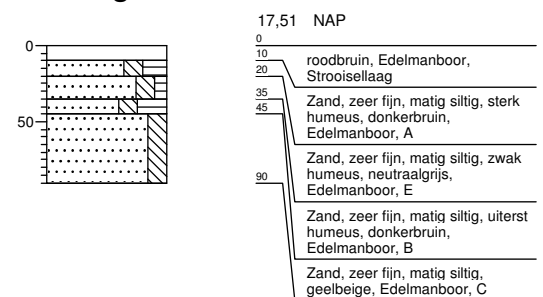 17,51 NAP
0
50
0
10
20
35
45
90
roodbruin, Edelmanboor,
Strooisellaag
Zand, zeer fijn, matig siltig, sterk
humeus, donkerbruin,
Edelmanboor, A
Zand, zeer fijn, matig siltig, zwak
humeus, neutraalgrijs,
Edelmanboor, E
Zand, zeer fijn, matig siltig, uiterst
humeus, donkerbruin,
Edelmanboor, B
Zand, zeer fijn, matig siltig,
geelbeige, Edelmanboor, C